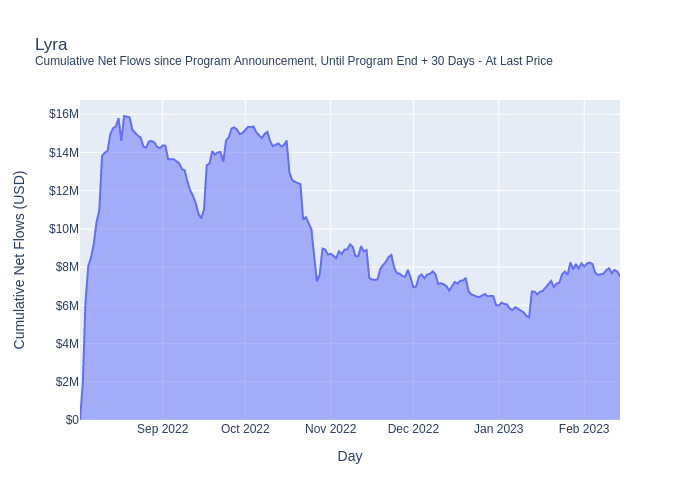 Lyra
Cumulative Net Flows since Program Announcement, Until Program End + 30 Days - At Last Price
$16M
$14M
$12M
$10M
$8M
$6M
$4M
$2M
$0
Cumulative Net Flows (USD)
Sep 2022
Oct 2022
Nov 2022
Dec 2022
Jan 2023
Feb 2023
Day